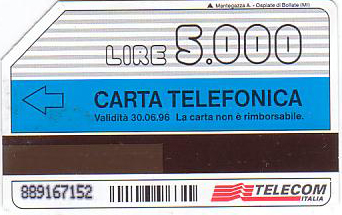 ▲ Mantegazza A. - Ospiate di Bollate (MI)
LIRE 5.000
CARTA TELEFONICA
Validità 30.06.96 La carta non è rimborsabile.
889167152
TELECOM
ITALIA